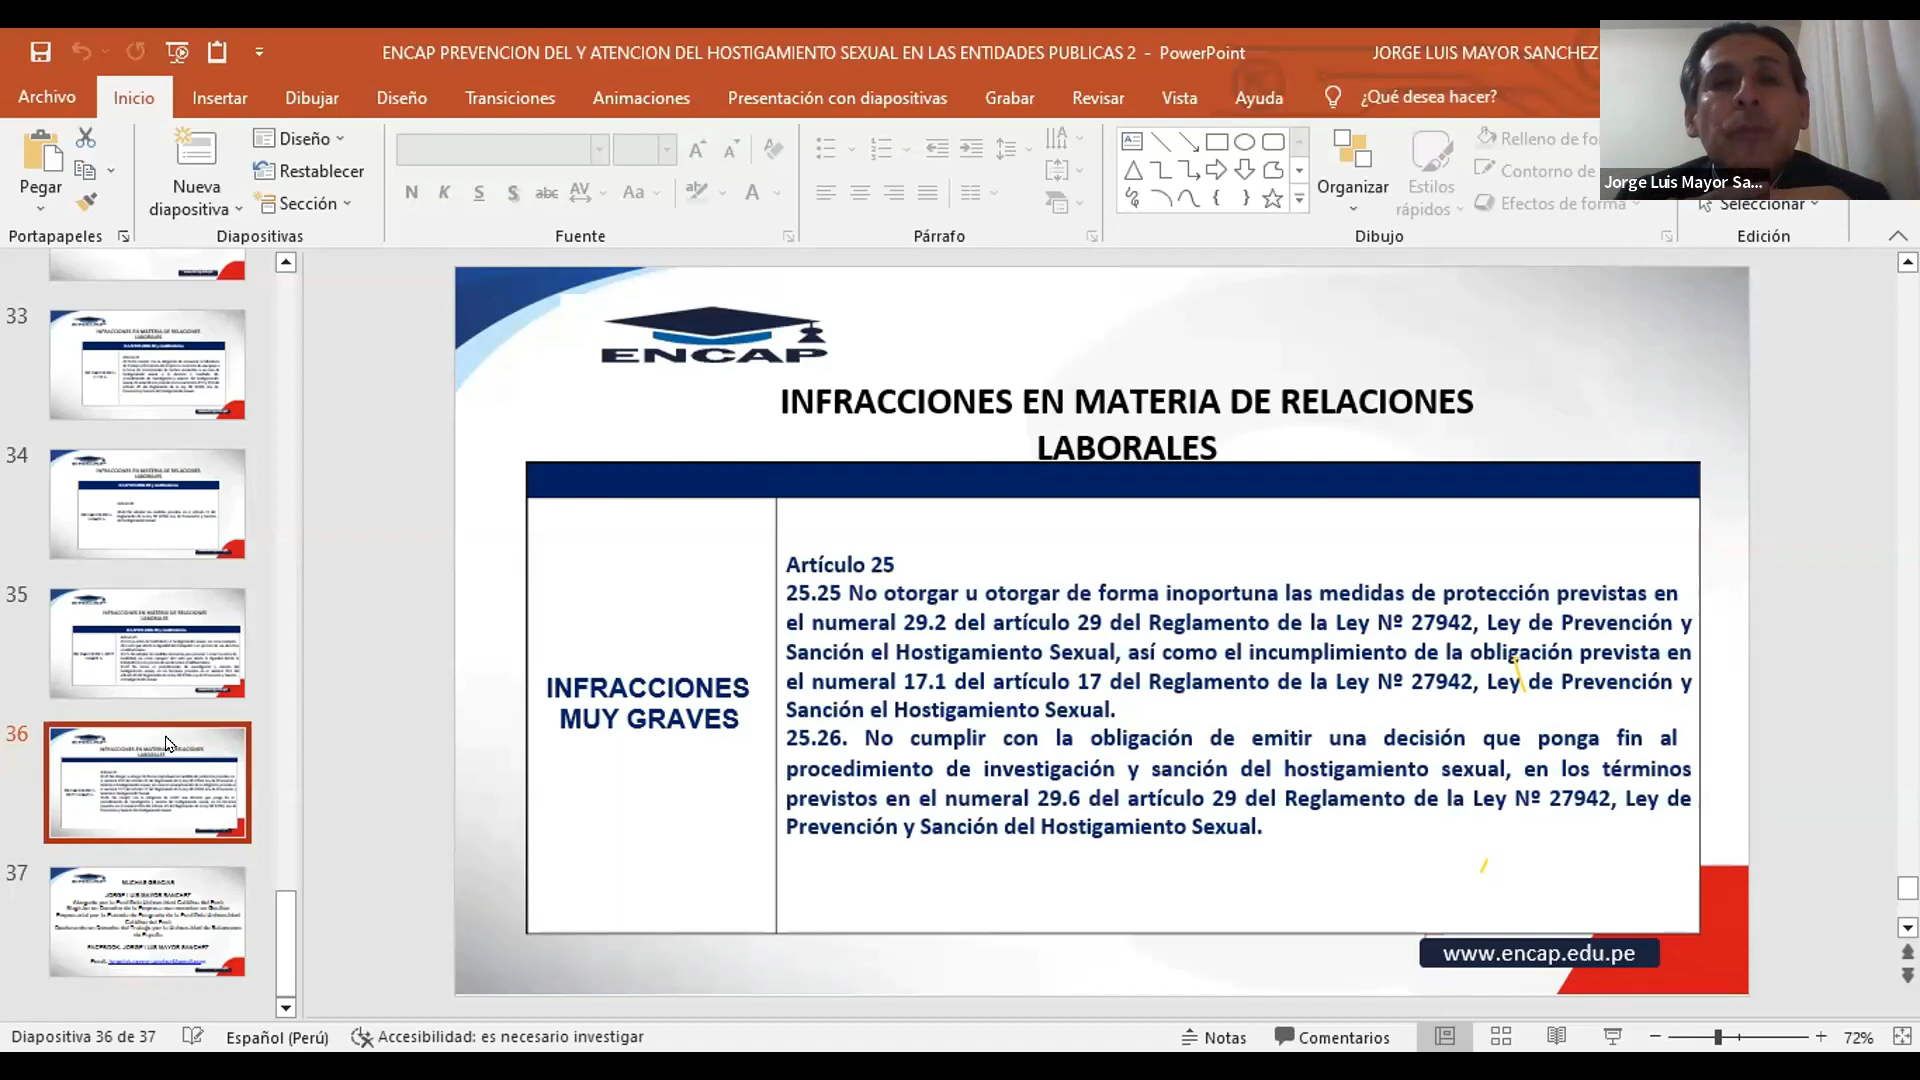 ENCAP PREVENCION DEL Y ATENCION DEL HOSTIGAMIENTO SEXUAL EN LAS ENTIDADES PUBLICAS 2 - PowerPoint
JORGE LUIS MAYOR SANCHEZ
Archivo
Inicio
Insertar
Dibujar
Diseño
Transiciones
Animaciones
Presentación con diapositivas
Grabar
Revisar
Vista
Ayuda
¿Qué desea hacer?
Pegar
Nueva
diapositiva
Diseño
Restablecer
Sección
N K S S abc AV Aa A
Organizar
Estilos
rápidos
Relleno de fo
Contorno de
Efectos de forma
Seleccionar
Jorge Luis Mayor Sa...
Portapapeles
Diapositivas
Fuente
Párrafo
Dibujo
Edición
33
34
35
36
37
MUCHAS GRACIAS
JORGE LUIS MAYOR SANCHEZ
ENCAP
INFRACCIONES EN MATERIA DE RELACIONES
LABORALES
INFRACCIONES
MUY GRAVES
Artículo 25
25.25 No otorgar u otorgar de forma inoportuna las medidas de protección previstas en
el numeral 29.2 del artículo 29 del Reglamento de la Ley Nº 27942, Ley de Prevención y
Sanción el Hostigamiento Sexual, así como el incumplimiento de la obligación prevista en
el numeral 17.1 del artículo 17 del Reglamento de la Ley Nº 27942, Ley de Prevención y
Sanción el Hostigamiento Sexual.
25.26. No cumplir con la obligación de emitir una decisión que ponga fin al
procedimiento de investigación y sanción del hostigamiento sexual, en los términos
previstos en el numeral 29.6 del artículo 29 del Reglamento de la Ley Nº 27942, Ley de
Prevención y Sanción del Hostigamiento Sexual.
www.encap.edu.pe
Diapositiva 36 de 37
Español (Perú)
Accesibilidad: es necesario investigar
Notas
Comentarios
72%